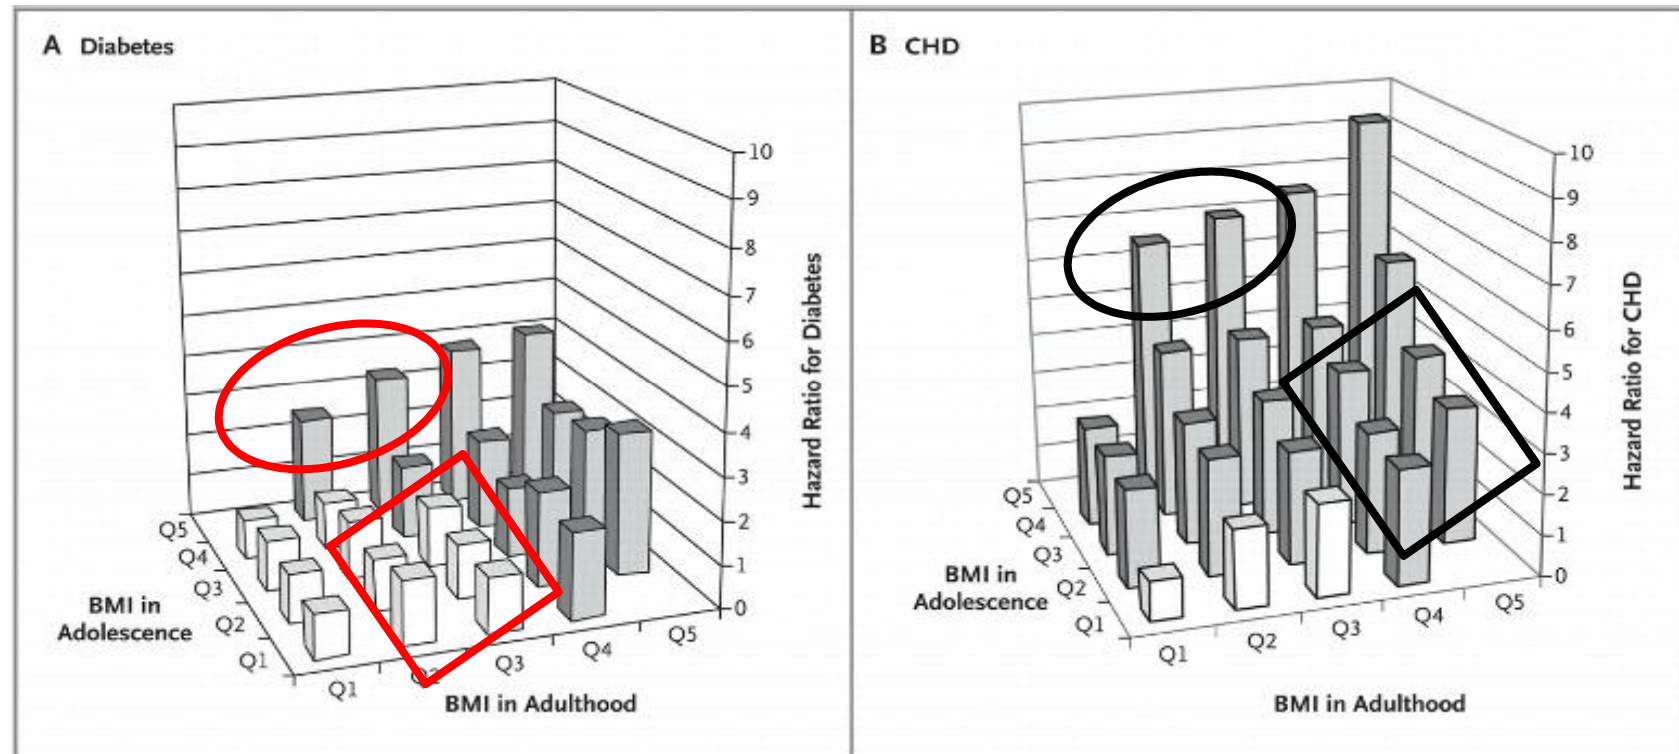 A Diabetes
10
9
8
7
6
5
4
3
2
1
0
Hazard Ratio for Diabetes
Q5
Q4
Q3
Q2
Q1
BMI in
Adolescence
Q1
Q2
Q3
Q4
Q5
BMI in Adulthood
B CHD
10
9
8
7
6
5
4
3
2
1
0
Hazard Ratio for CHD
Q5
Q4
Q3
Q2
Q1
BMI in
Adolescence
Q1
Q2
Q3
Q4
Q5
BMI in Adulthood